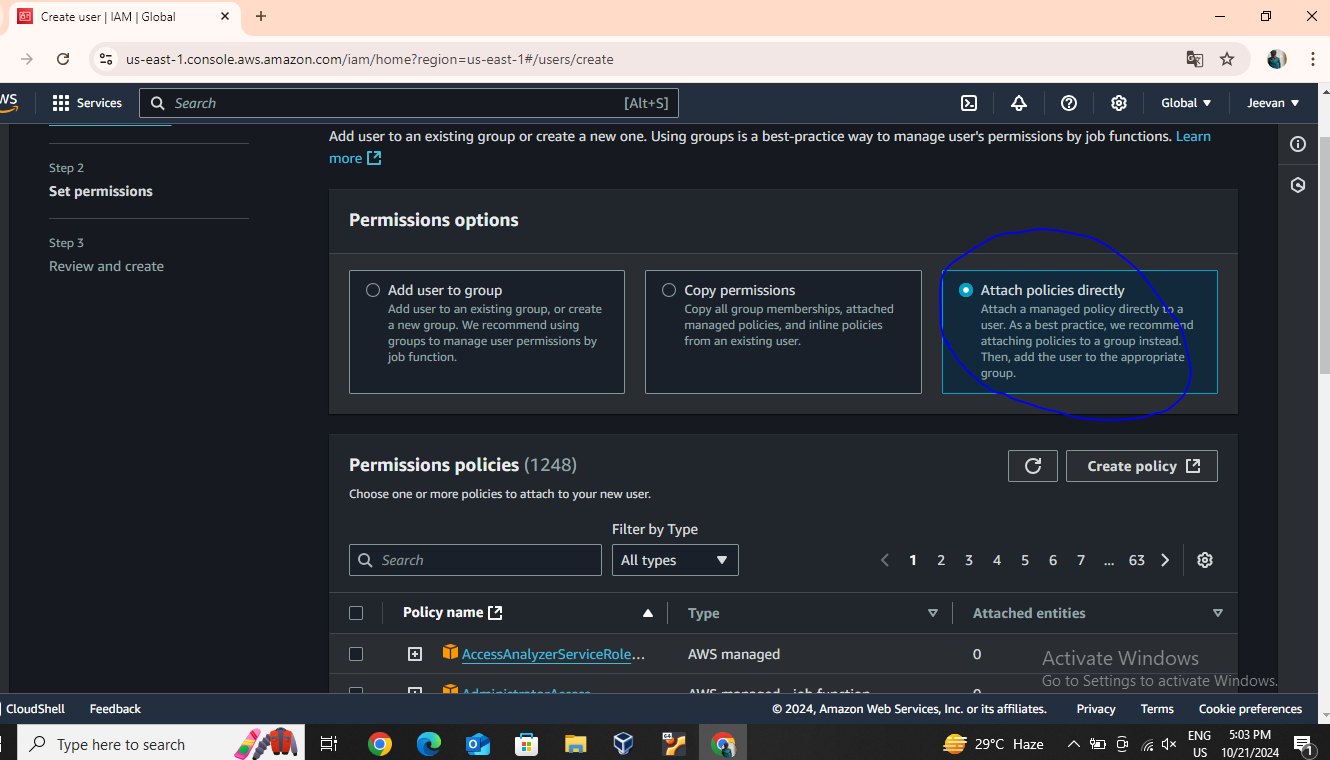 Create user | IAM | Global
us-east-1.console.aws.amazon.com/iam/home?region=us-east-1#/users/create
Services
Search
[Alt+S]
Global
Jeevan
Add user to an existing group or create a new one. Using groups is a best-practice way to manage user's permissions by job functions. Learn
more
Step 2
Set permissions
Step 3
Review and create
Permissions options
Add user to group
Add user to an existing group, or create
a new group. We recommend using
groups to manage user permissions by
job function.
Copy permissions
Copy all group memberships, attached
managed policies, and inline policies
from an existing user.
Attach policies directly
Attach a managed policy directly to a
user. As a best practice, we recommend
attaching policies to a group instead.
Then, add the user to the appropriate
group.
Permissions policies (1248)
Create policy
Choose one or more policies to attach to your new user.
Filter by Type
Search
All types
1 2 3 4 5 6 7 ... 63
Policy name
Type
Attached entities
AccessAnalyzerServiceRole...
AWS managed
0
AdministratorAccess
AWS managed - job function
0
Activate Windows
Go to Settings to activate Windows.
CloudShell
Feedback
© 2024, Amazon Web Services, Inc. or its affiliates.
Privacy
Terms
Cookie preferences
Type here to search
29°C Haze
ENG
US
5:03 PM
10/21/2024
1